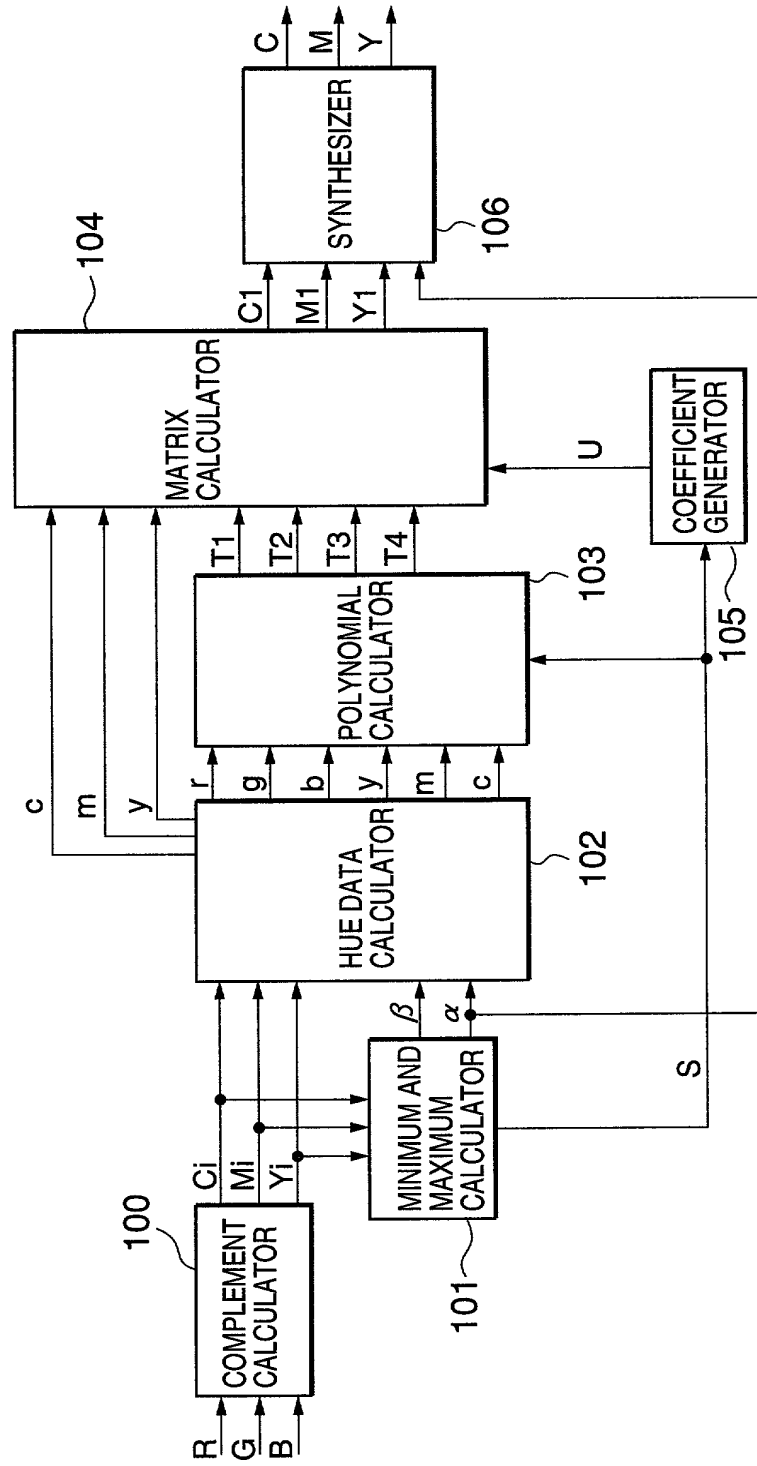 R
G
B
COMPLEMENT
CALCULATOR
100
Ci
Mi
Yi
MINIMUM AND
MAXIMUM
CALCULATOR
101
β
α
S
HUE DATA
CALCULATOR
102
c
m
y
r
g
b
y
m
c
POLYNOMIAL
CALCULATOR
103
T1
T2
T3
T4
MATRIX
CALCULATOR
104
U
COEFFICIENT
GENERATOR
105
C1
M1
Y1
SYNTHESIZER
106
C
M
Y